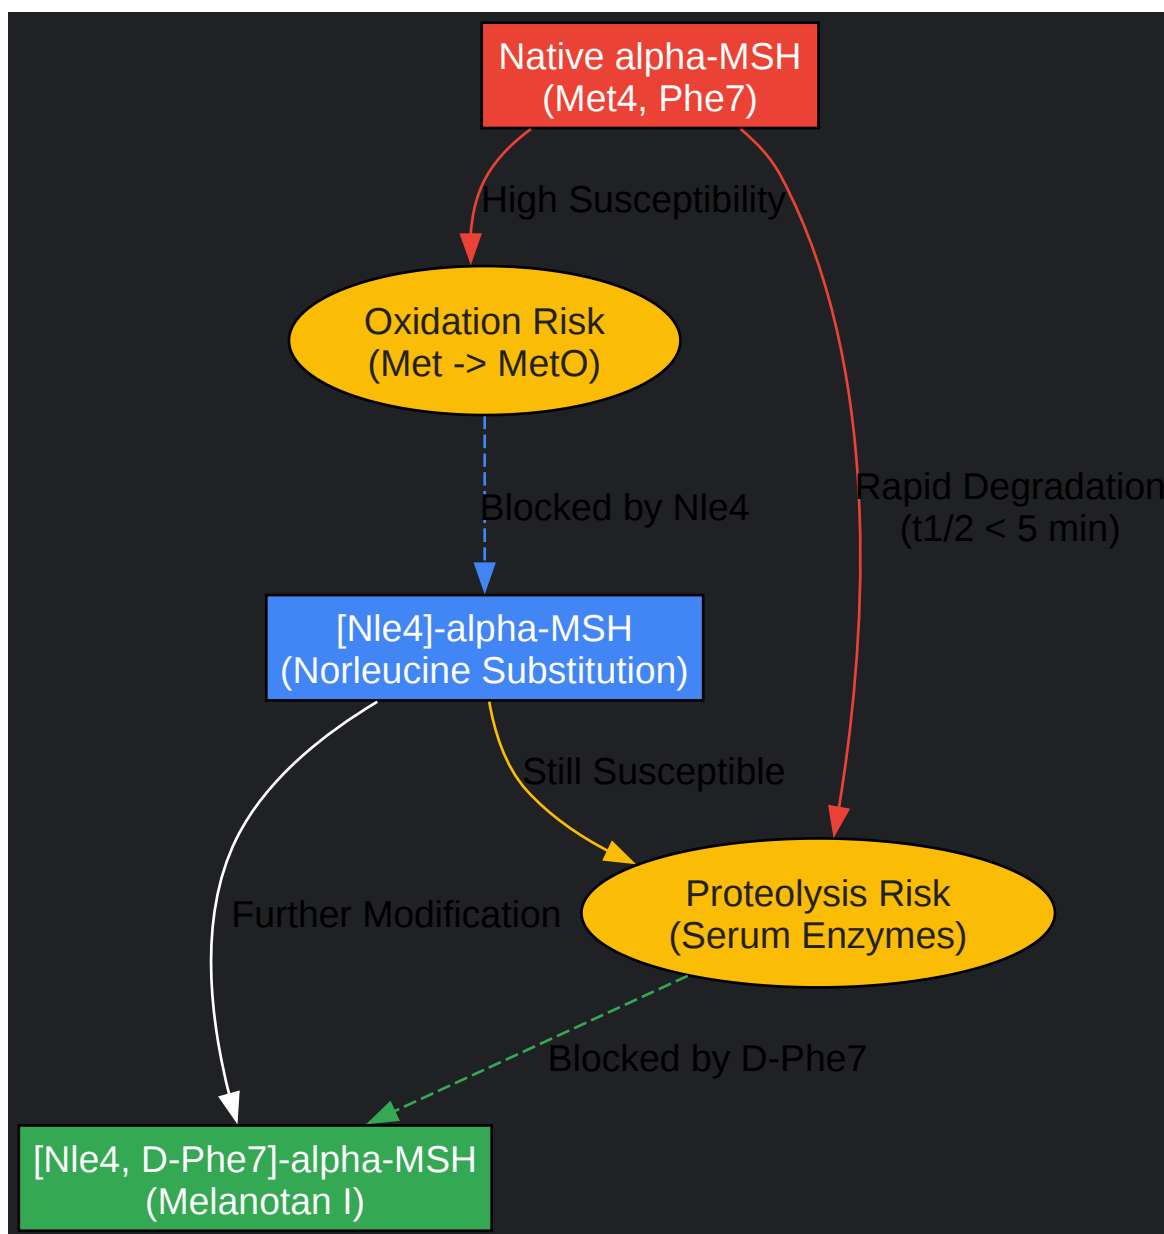 Native alpha-MSH
(Met4, Phe7)
High Susceptibility
Oxidation Risk
(Met -> MetO)
Rapid Degradation
(t1/2 < 5 min)
Blocked by Nle4
[Nle4]-alpha-MSH
(Norleucine Substitution)
Still Susceptible
Further Modification
Proteolysis Risk
(Serum Enzymes)
Blocked by D-Phe7
[Nle4, D-Phe7]-alpha-MSH
(Melanotan I)